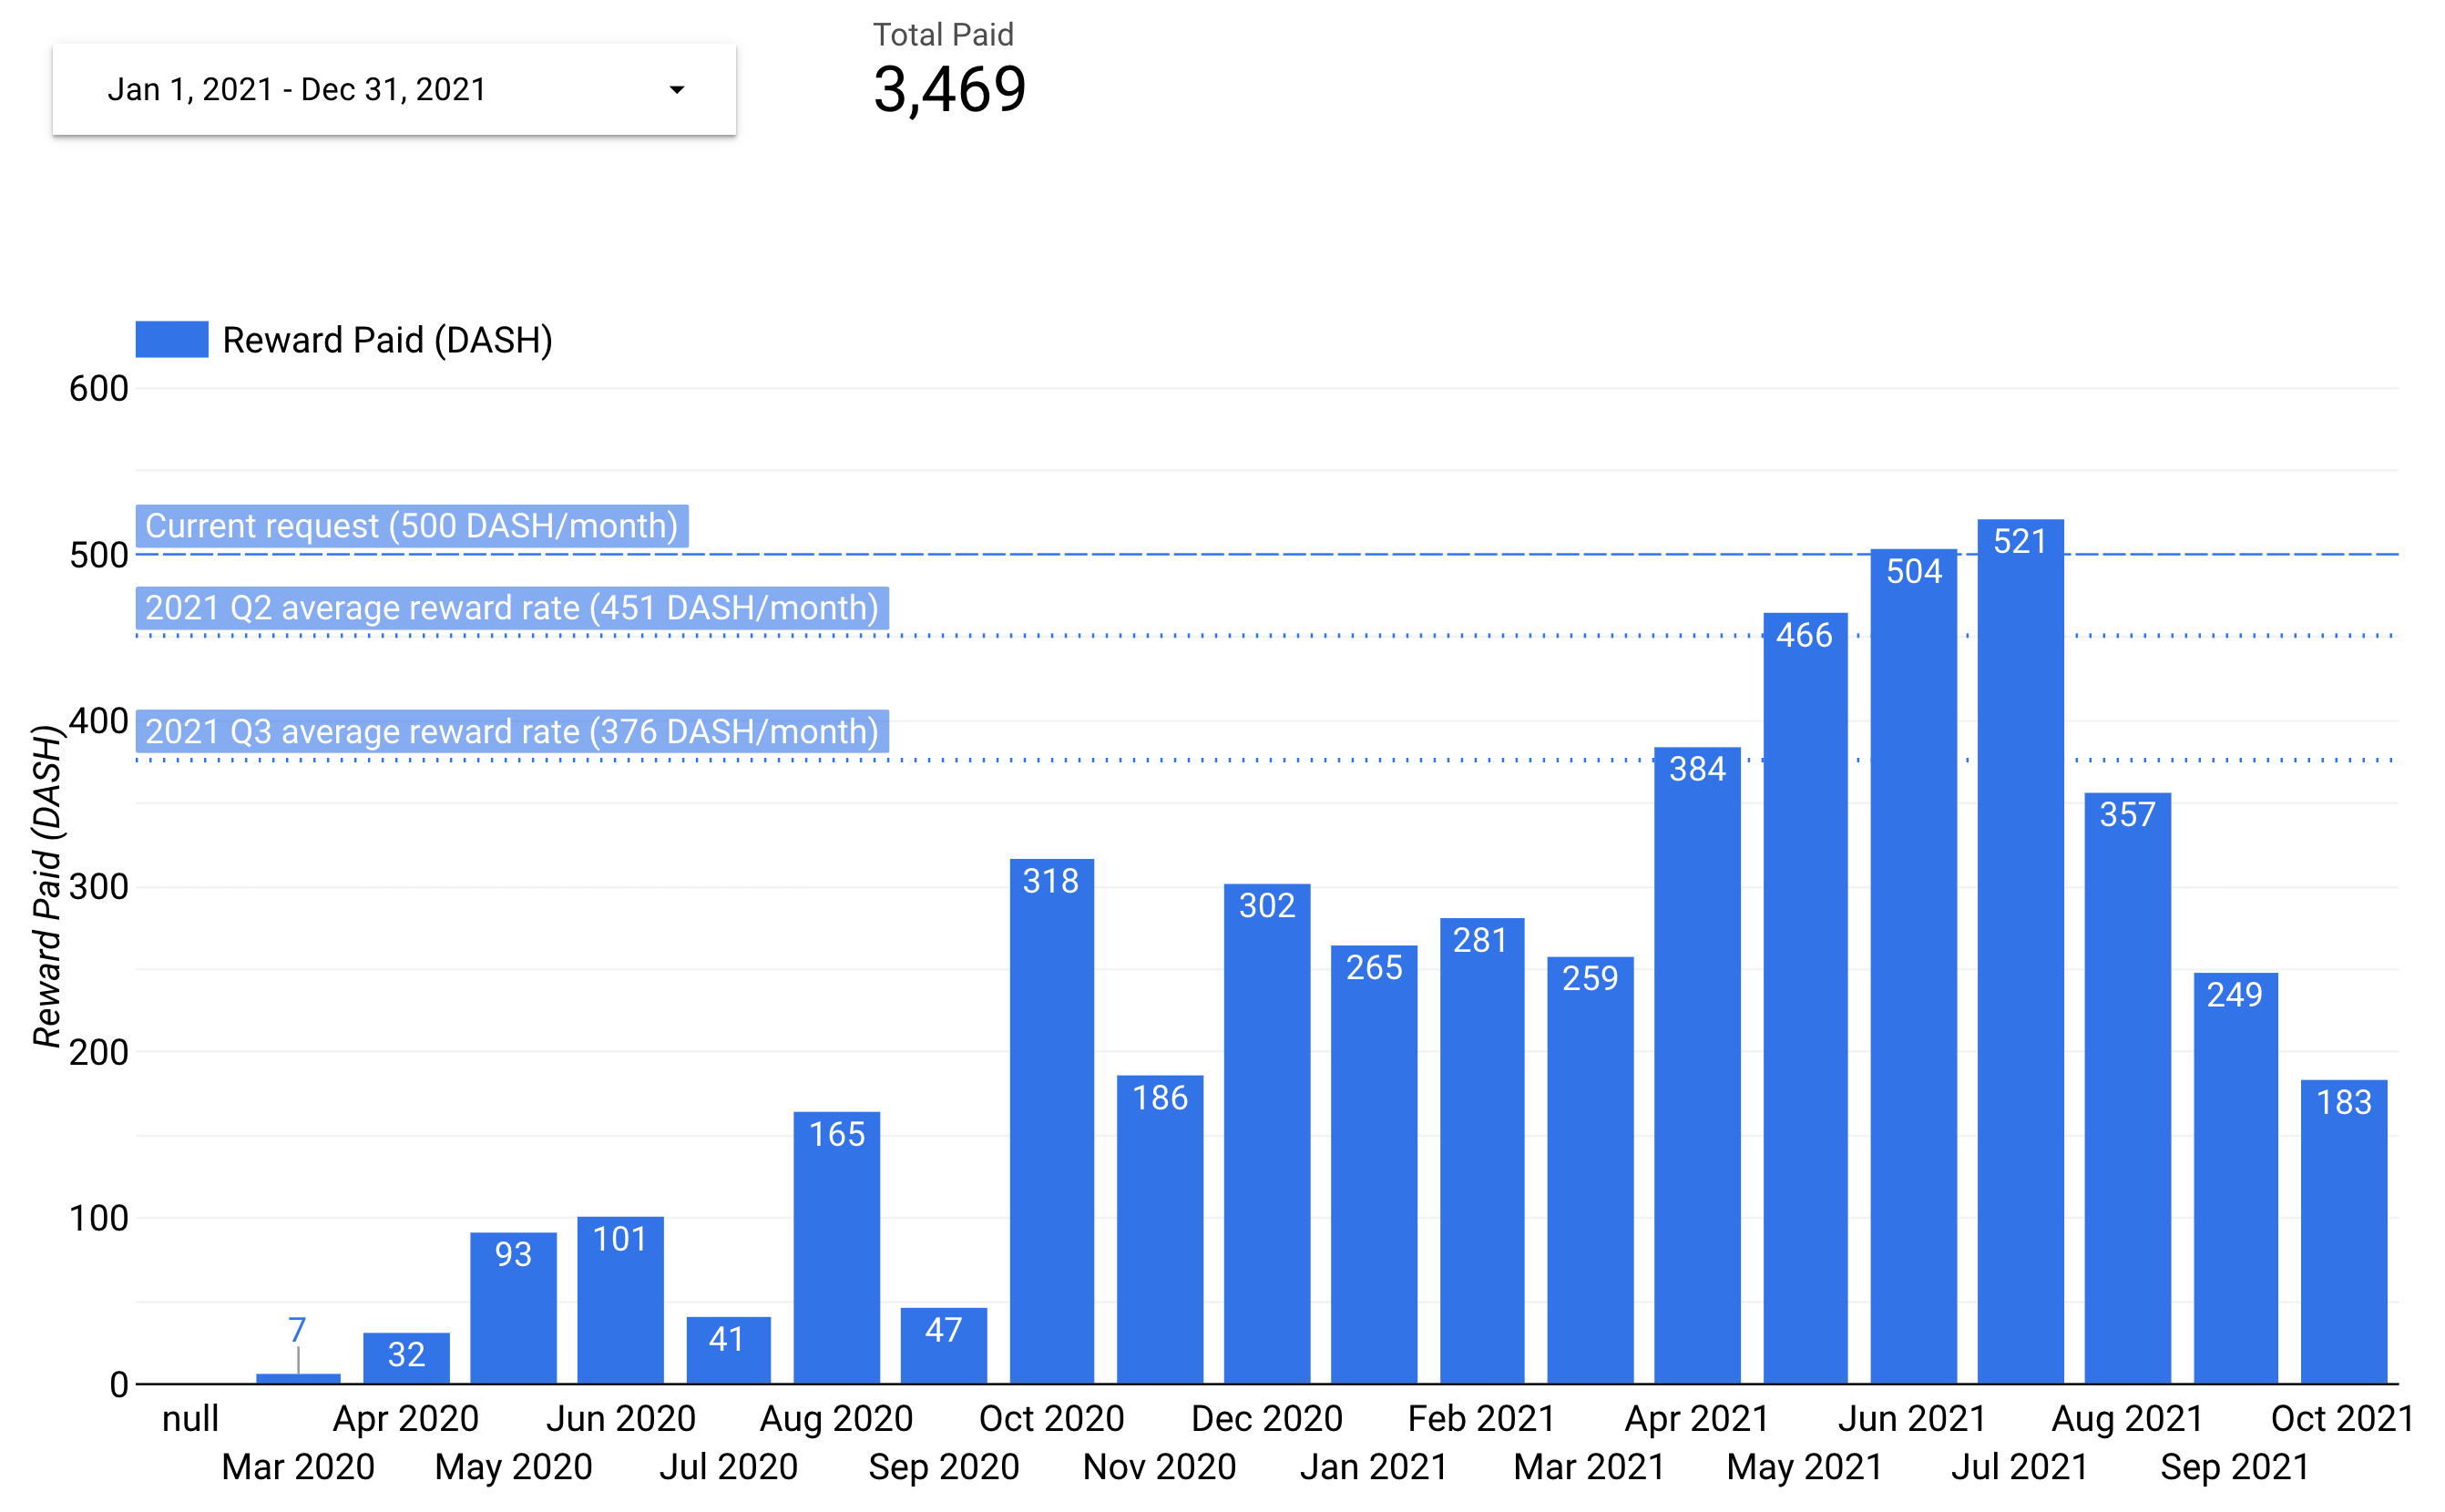 Total Paid
Jan 1, 2021 - Dec 31, 2021
3,469
Reward Paid (DASH)
600
Current request (500 DASH/month)
500
2021 Q2 average reward rate (451 DASH/month)
400
2021 Q3 average reward rate (376 DASH/month)
300
200
100
0
Reward Paid (DASH)
7
32
93
101
41
165
47
318
186
302
265
281
259
384
466
504
521
357
249
183
null
Mar 2020
Apr 2020
May 2020
Jun 2020
Jul 2020
Aug 2020
Sep 2020
Oct 2020
Nov 2020
Dec 2020
Jan 2021
Feb 2021
Mar 2021
Apr 2021
May 2021
Jun 2021
Jul 2021
Aug 2021
Sep 2021
Oct 2021